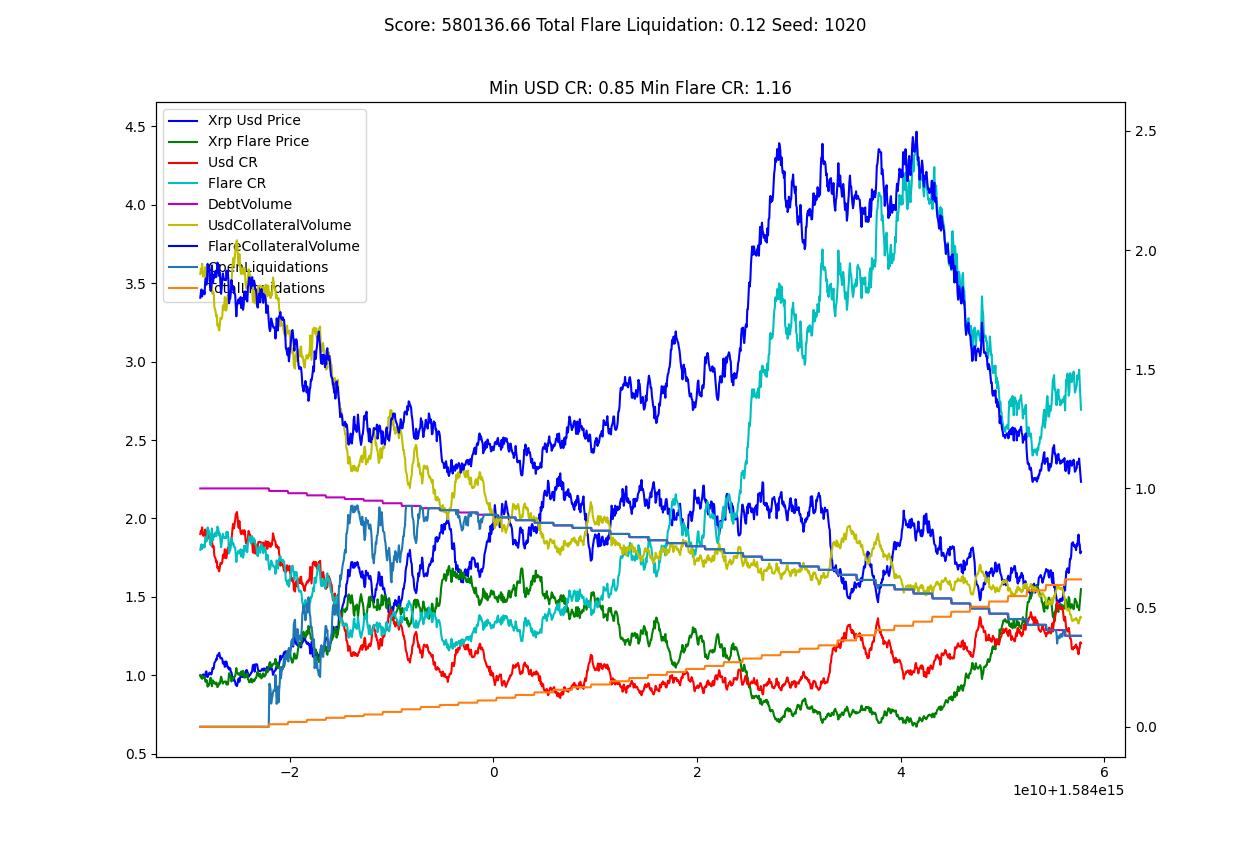 Score: 580136.66 Total Flare Liquidation: 0.12 Seed: 1020
Min USD CR: 0.85 Min Flare CR: 1.16
Xrp Usd Price
Xrp Flare Price
Usd CR
Flare CR
DebtVolume
UsdCollateralVolume
FlareCollateralVolume
OpenLiquidations
TotalLiquidations
4.5
4.0
3.5
3.0
2.5
2.0
1.5
1.0
0.5
2.5
2.0
1.5
1.0
0.5
0.0
−2
0
2
4
6
1e10+1.584e15